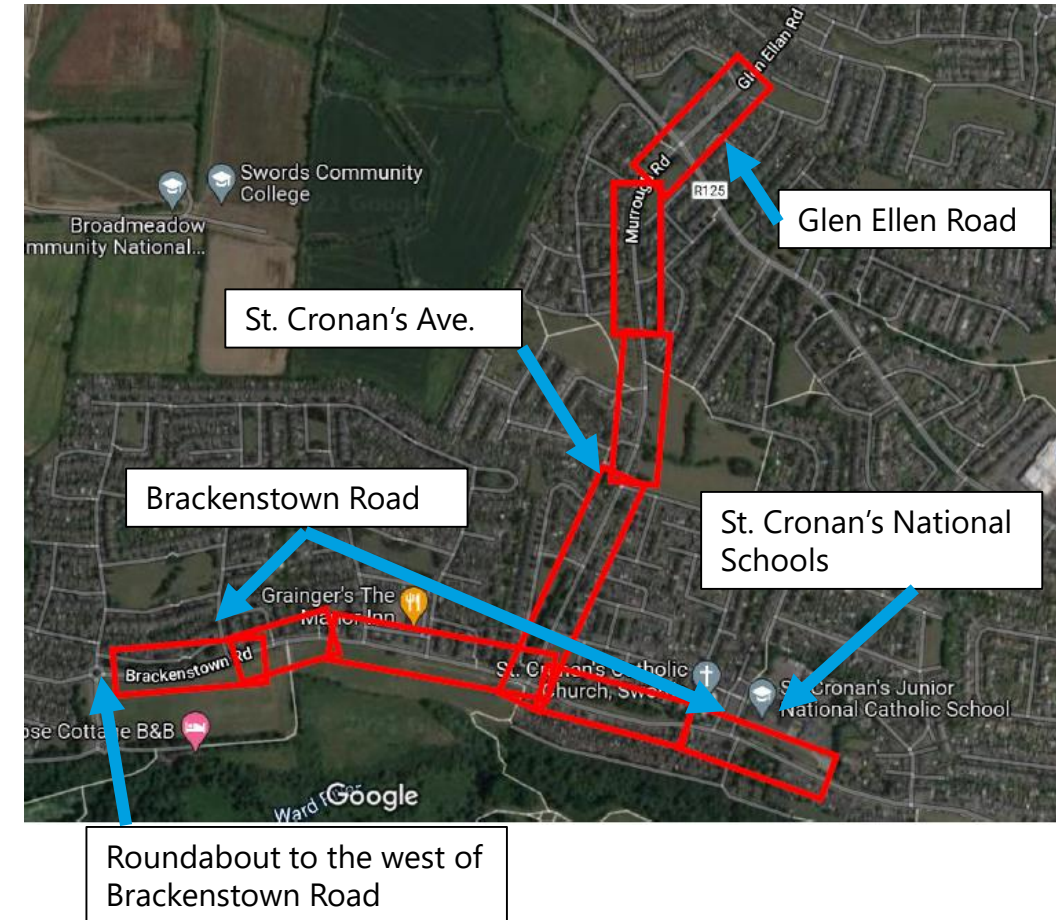 Glen Ellan Rd
Swords Community
College
Murrough Rd
R125
Broadmeadow
mmunity National...
Glen Ellen Road
St. Cronan's Ave.
Brackenstown Road
St. Cronan's National
Schools
Grainger's The
Manor Inn
Brackenstown Rd
St. Cronan's Catholic
Church, Swo
St. Cronan's Junior
National Catholic School
ose Cottage B&B
Google
Ward River
Roundabout to the west of
Brackenstown Road